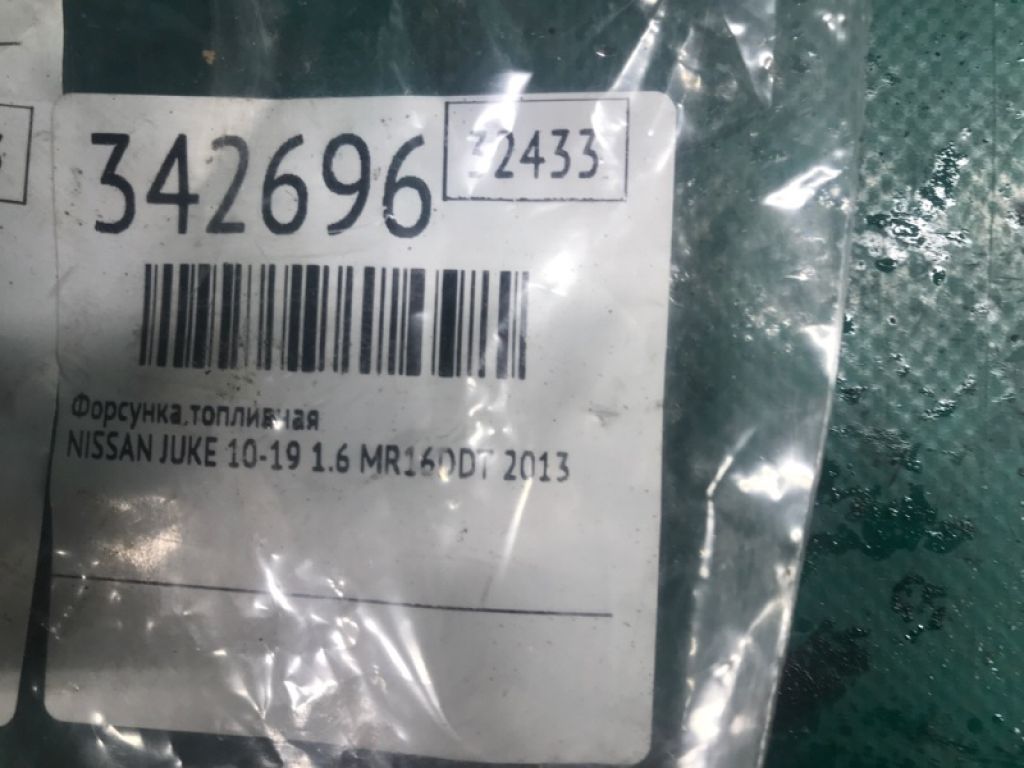 342696
32433
Форсунка топливная
NISSAN JUKE 10-19 1.6 MR16DDT 2013